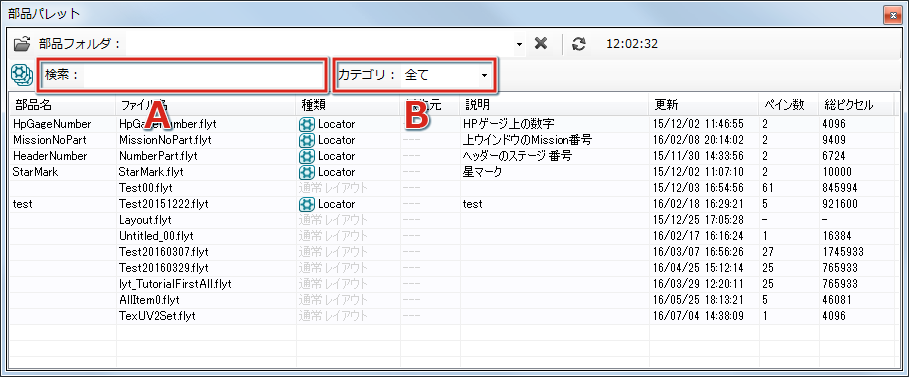 部品パレット
部品フォルダ： 12:02:32
検索： カテゴリ： 全て
A B
部品名 ファイル名 種類 元 説明 更新 ペイン数 総ピクセル
HpGageNumber HpGageNumber.flyt Locator --- HPゲージ上の数字 15/12/02 11:46:55 2 4096
MissionNoPart MissionNoPart.flyt Locator --- 上ウインドウのMission番号 16/02/08 20:14:02 2 9409
HeaderNumber NumberPart.flyt Locator --- ヘッダーのステージ番号 15/11/30 14:33:56 2 6724
StarMark StarMark.flyt Locator --- 星マーク 15/12/02 11:07:10 2 10000
Test00.flyt 通常レイアウト --- 15/12/03 16:54:56 61 845994
test Test20151222.flyt Locator --- test 16/02/18 16:29:21 5 921600
Layout.flyt 通常レイアウト --- 15/12/25 17:05:28 - -
Untitled_00.flyt 通常レイアウト --- 16/02/17 16:16:24 1 16384
Test20160307.flyt 通常レイアウト --- 16/03/07 16:56:26 27 1745933
Test20160329.flyt 通常レイアウト --- 16/04/25 15:12:14 25 765933
lyt_TutorialFirstAll.flyt 通常レイアウト --- 16/03/29 12:20:11 25 765933
AllItem0.flyt 通常レイアウト --- 16/05/25 18:13:21 5 46081
TexUV2Set.flyt 通常レイアウト --- 16/07/04 14:38:09 1 4096